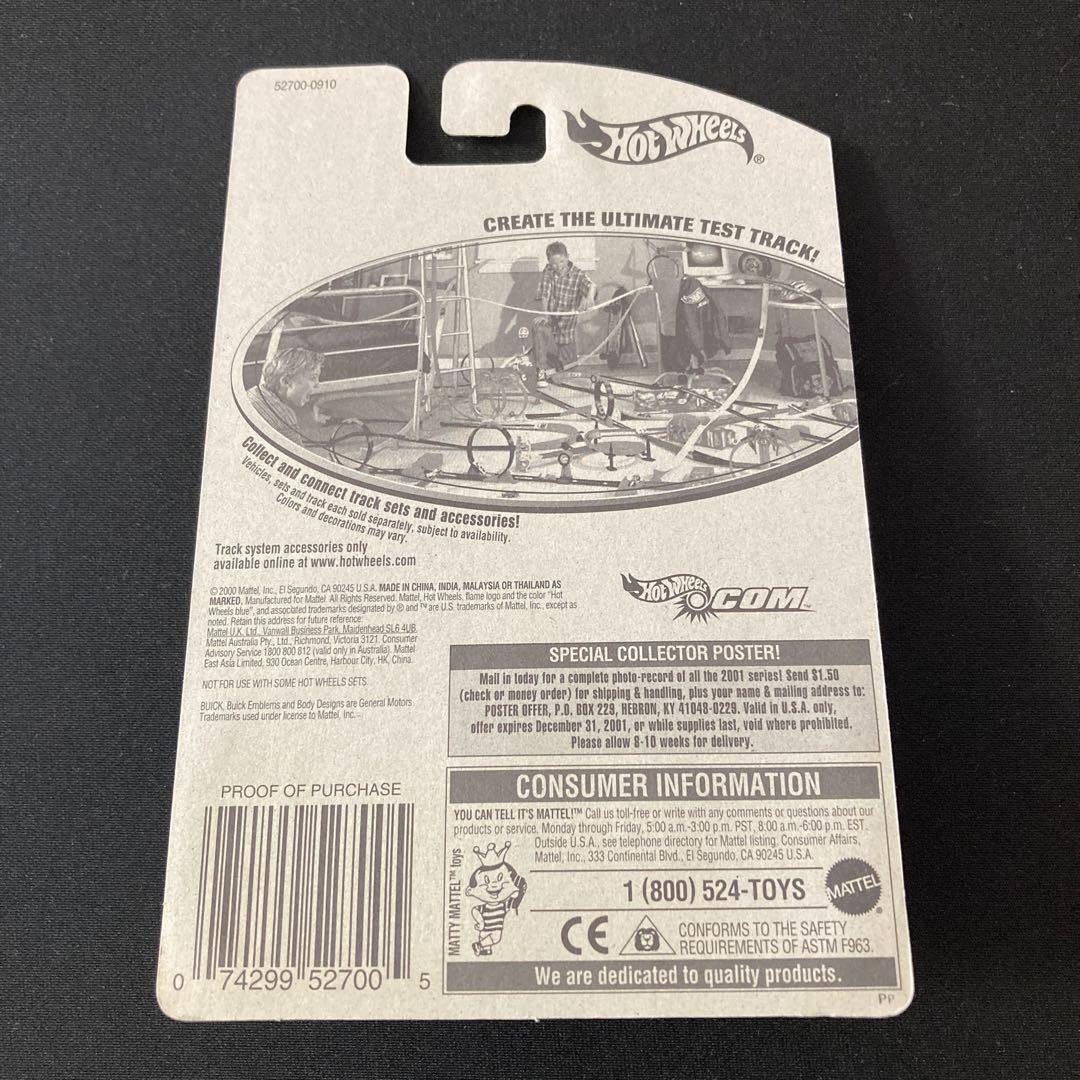 52700-0910
HOT WHEELS ®
CREATE THE ULTIMATE TEST TRACK!
Collect and connect track sets and accessories!
Vehicles, sets and track each sold separately, subject to availability.
Colors and decorations may vary.
Track system accessories only
available online at www.hotwheels.com
© 2000 Mattel, Inc., El Segundo, CA 90245 U.S.A. MADE IN CHINA, INDIA, MALAYSIA OR THAILAND AS
MARKED. Manufactured for Mattel. All Rights Reserved. Mattel, Hot Wheels, flame logo and the color "Hot
Wheels blue", and associated trademarks designated by ® and ™ are U.S. trademarks of Mattel, Inc., except as
noted. Retain this address for future reference:
Mattel U.K. Ltd., Vanwall Business Park, Maidenhead SL6 4UB.
Mattel Australia Pty., Ltd., Richmond, Victoria 3121. Consumer
Advisory Service 1800 800 812 (valid only in Australia). Mattel
East Asia Limited, 930 Ocean Centre, Harbour City, HK, China.
NOT FOR USE WITH SOME HOT WHEELS SETS.
BUICK, Buick Emblems and Body Designs are General Motors
Trademarks used under license to Mattel, Inc.
HOT WHEELS .COM™
SPECIAL COLLECTOR POSTER!
Mail in today for a complete photo-record of all the 2001 series! Send $1.50
(check or money order) for shipping & handling, plus your name & mailing address to:
POSTER OFFER, P.O. BOX 229, HEBRON, KY 41048-0229. Valid in U.S.A. only,
offer expires December 31, 2001, or while supplies last, void where prohibited.
Please allow 8-10 weeks for delivery.
PROOF OF PURCHASE
0 74299 52700 5
CONSUMER INFORMATION
YOU CAN TELL IT'S MATTEL!™ Call us toll-free or write with any comments or questions about our
products or service. Monday through Friday, 5:00 a.m.-3:00 p.m. PST, 8:00 a.m.-6:00 p.m. EST.
Outside U.S.A., see telephone directory for Mattel listing. Consumer Affairs,
Mattel, Inc., 333 Continental Blvd., El Segundo, CA 90245 U.S.A.
MATTY MATTEL™ toys
1 (800) 524-TOYS
MATTEL ®
CE
CONFORMS TO THE SAFETY
REQUIREMENTS OF ASTM F963.
We are dedicated to quality products.
PP